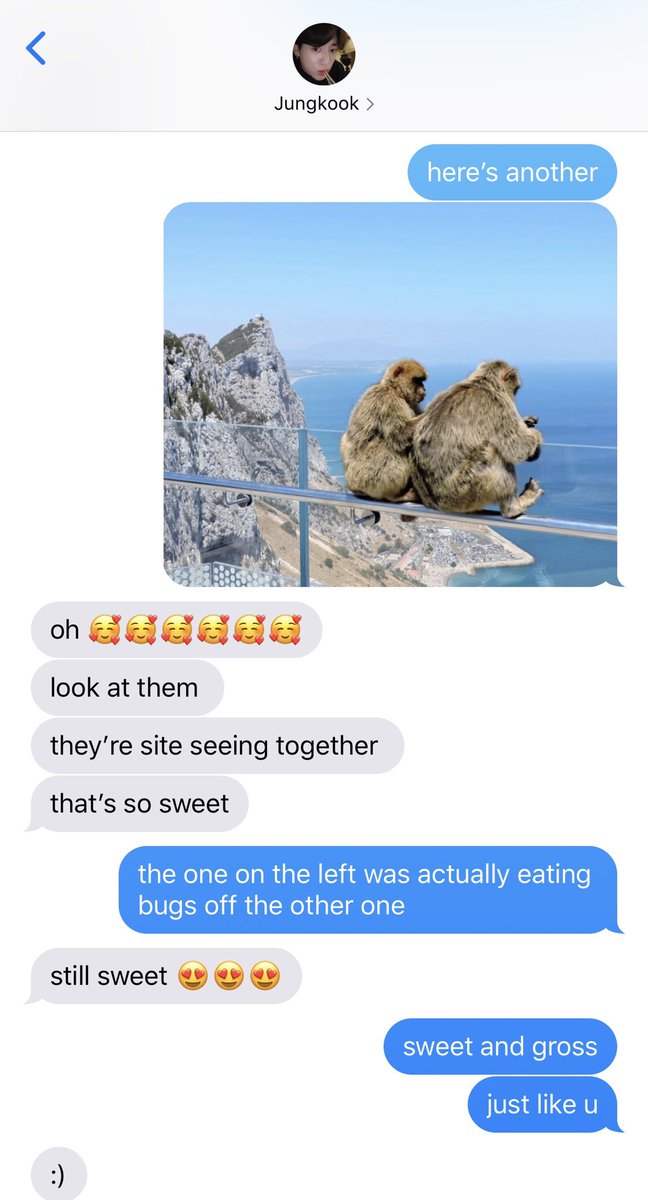 Jungkook
here’s another
oh 🥰🥰🥰🥰🥰🥰
look at them
they’re site seeing together
that’s so sweet
the one on the left was actually eating
bugs off the other one
still sweet 😍😍😍
sweet and gross
just like u
:)